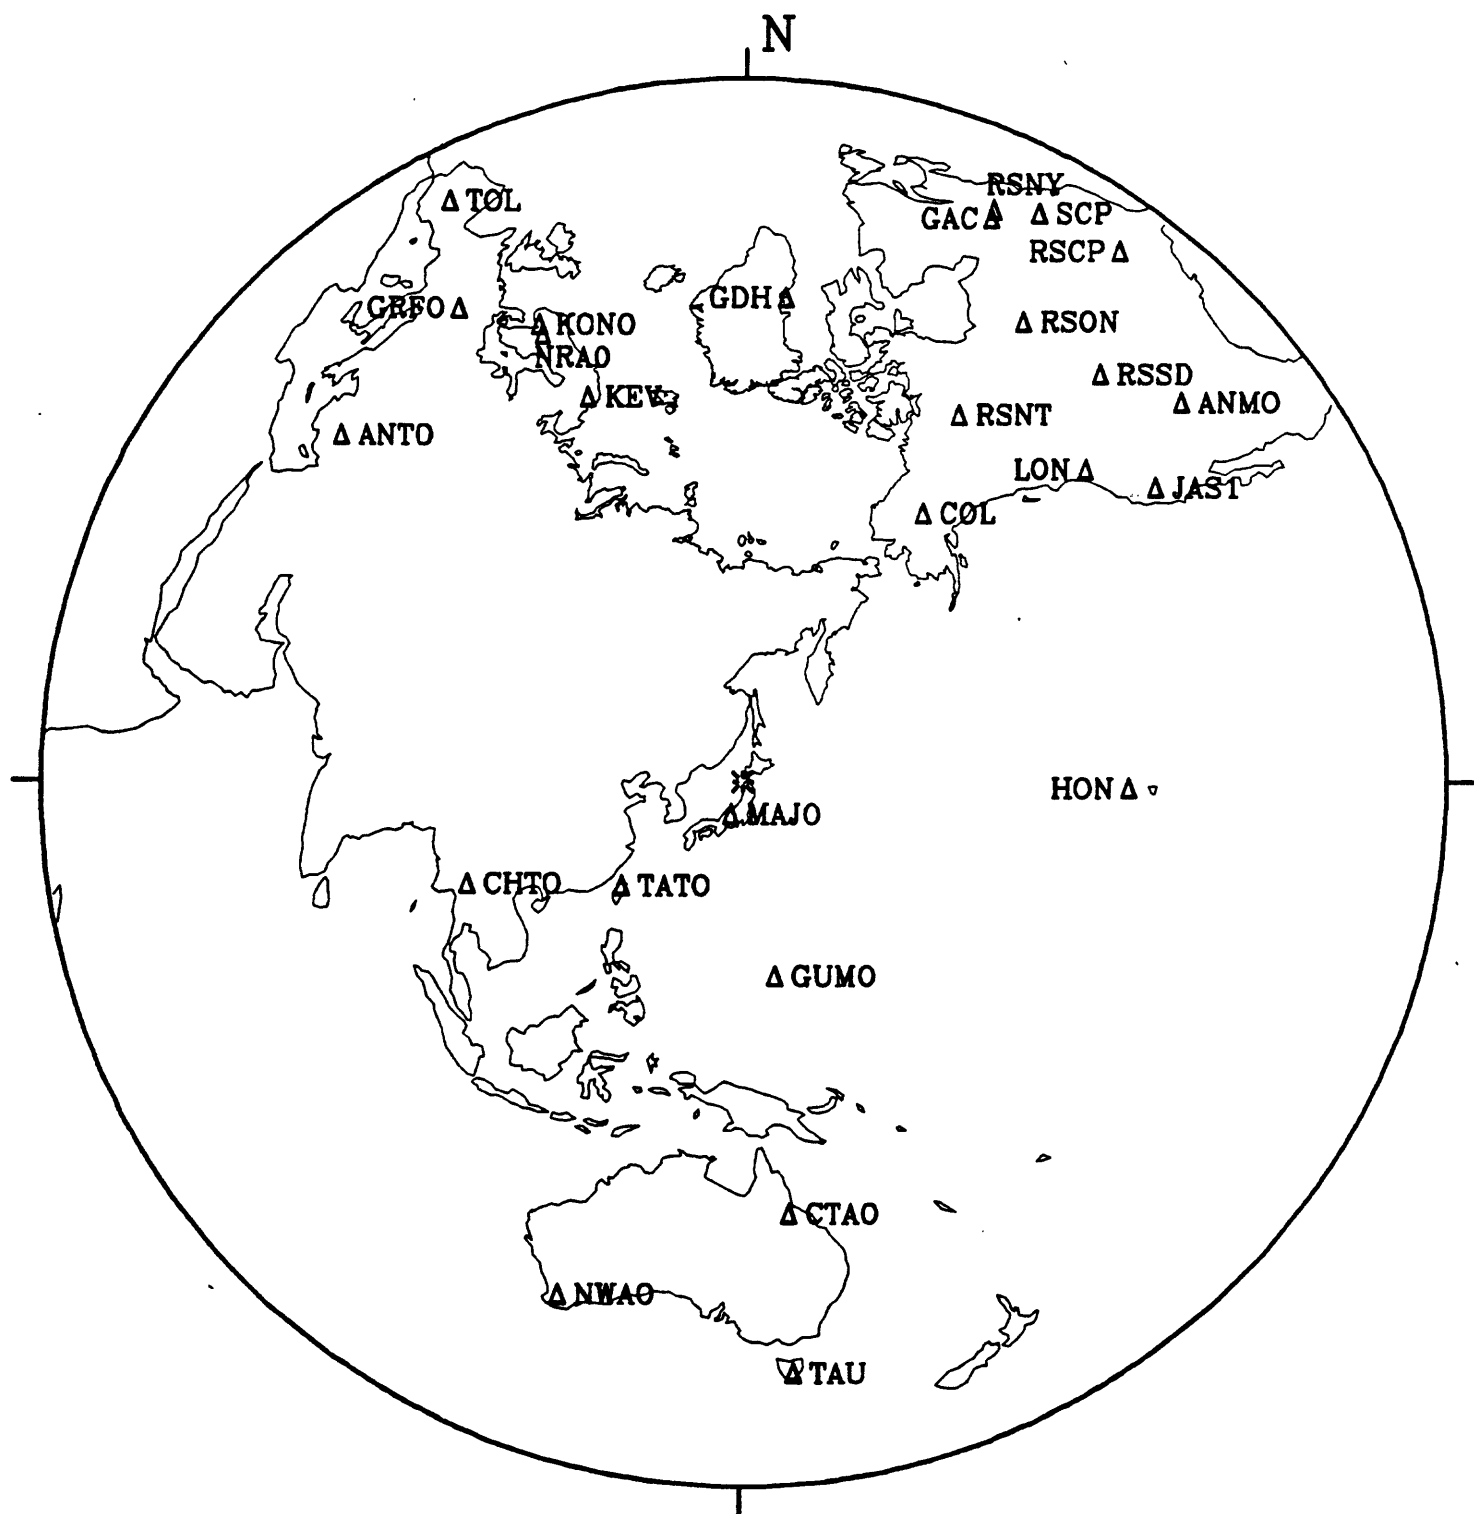 N
RSNY
TOL
GAC
SCP
RSCP
GDH
GRFO
KONO
RSON
NRAO
RSSD
KEV
ANMO
RSNT
ANTO
LON
JAS1
COL
HON
MAJO
CHTO
TATO
GUMO
CTAO
NWAO
TAU